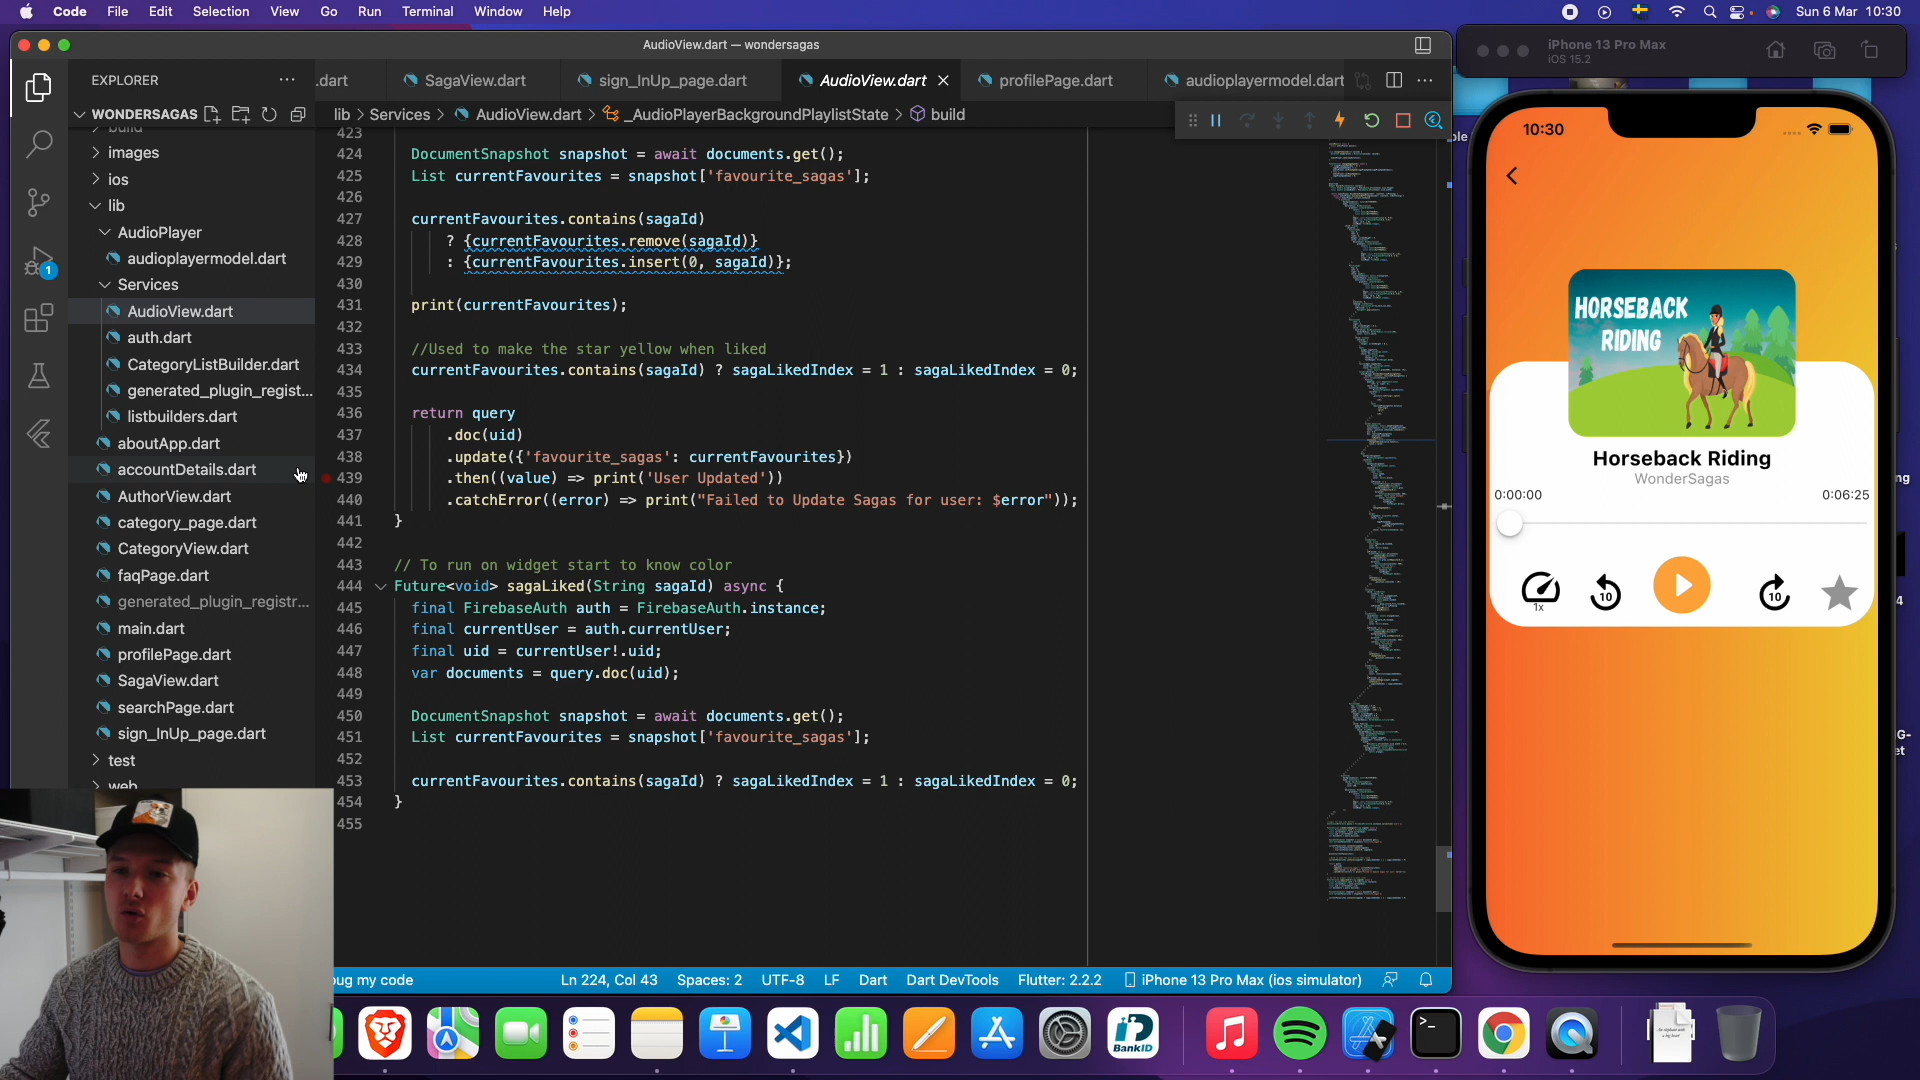 Code File Edit Selection View Go Run Terminal Window Help
Sun 6 Mar 10:30
AudioView.dart — wondersagas
iPhone 13 Pro Max
iOS 15.2
EXPLORER
.dart SagaView.dart sign_InUp_page.dart AudioView.dart profilePage.dart audioplayermodel.dart
WONDERSAGAS
lib > Services > AudioView.dart > _AudioPlayerBackgroundPlaylistState > build
build
images
ios
lib
AudioPlayer
audioplayermodel.dart
Services
AudioView.dart
auth.dart
CategoryListBuilder.dart
generated_plugin_regist...
listbuilders.dart
aboutApp.dart
accountDetails.dart
AuthorView.dart
category_page.dart
CategoryView.dart
faqPage.dart
generated_plugin_registr...
main.dart
profilePage.dart
SagaView.dart
searchPage.dart
sign_InUp_page.dart
test
web
1
423
424 DocumentSnapshot snapshot = await documents.get();
425 List currentFavourites = snapshot['favourite_sagas'];
426
427 currentFavourites.contains(sagaId)
428 ? {currentFavourites.remove(sagaId)}
429 : {currentFavourites.insert(0, sagaId)};
430
431 print(currentFavourites);
432
433 //Used to make the star yellow when liked
434 currentFavourites.contains(sagaId) ? sagaLikedIndex = 1 : sagaLikedIndex = 0;
435
436 return query
437 .doc(uid)
438 .update({'favourite_sagas': currentFavourites})
439 .then((value) => print('User Updated'))
440 .catchError((error) => print("Failed to Update Sagas for user: $error"));
441 }
442
443 // To run on widget start to know color
444 Future<void> sagaLiked(String sagaId) async {
445 final FirebaseAuth auth = FirebaseAuth.instance;
446 final currentUser = auth.currentUser;
447 final uid = currentUser!.uid;
448 var documents = query.doc(uid);
449
450 DocumentSnapshot snapshot = await documents.get();
451 List currentFavourites = snapshot['favourite_sagas'];
452
453 currentFavourites.contains(sagaId) ? sagaLikedIndex = 1 : sagaLikedIndex = 0;
454 }
455
10:30
HORSEBACK
RIDING
Horseback Riding
WonderSagas
0:00:00 0:06:25
1x
10
10
ug my code Ln 224, Col 43 Spaces: 2 UTF-8 LF Dart Dart DevTools Flutter: 2.2.2 iPhone 13 Pro Max (ios simulator)
BankID